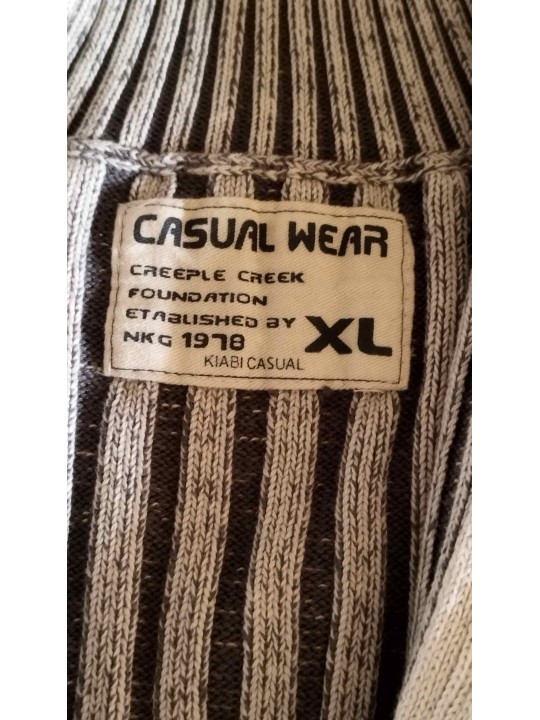 CASUAL WEAR
CREEPLE CREEK
FOUNDATION
ETABLISHED BY
NKG 1978
XL
KIABI CASUAL